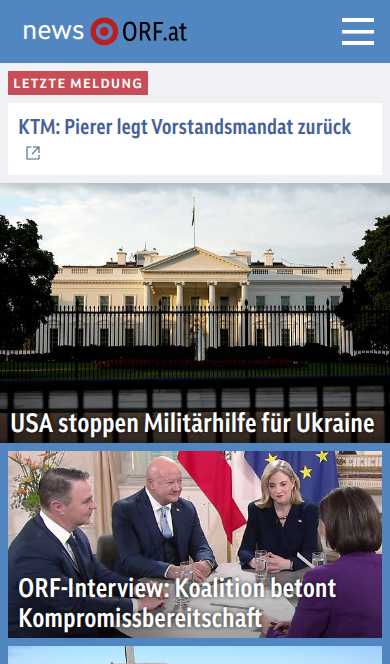 news ORF.at
LETZTE MELDUNG
KTM: Pierer legt Vorstandsmandat zurück
USA stoppen Militärhilfe für Ukraine
ORF-Interview: Koalition betont
Kompromissbereitschaft